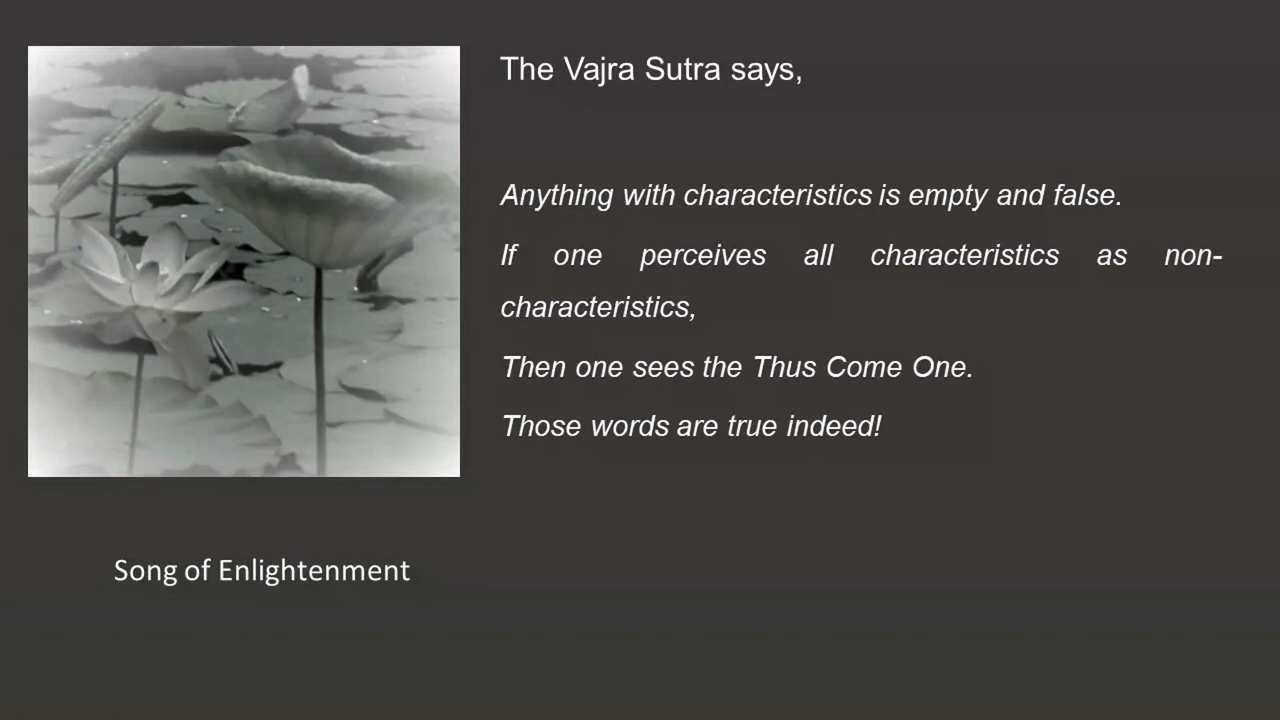 The Vajra Sutra says,
Anything with characteristics is empty and false.
If one perceives all characteristics as non-
characteristics,
Then one sees the Thus Come One.
Those words are true indeed!
Song of Enlightenment